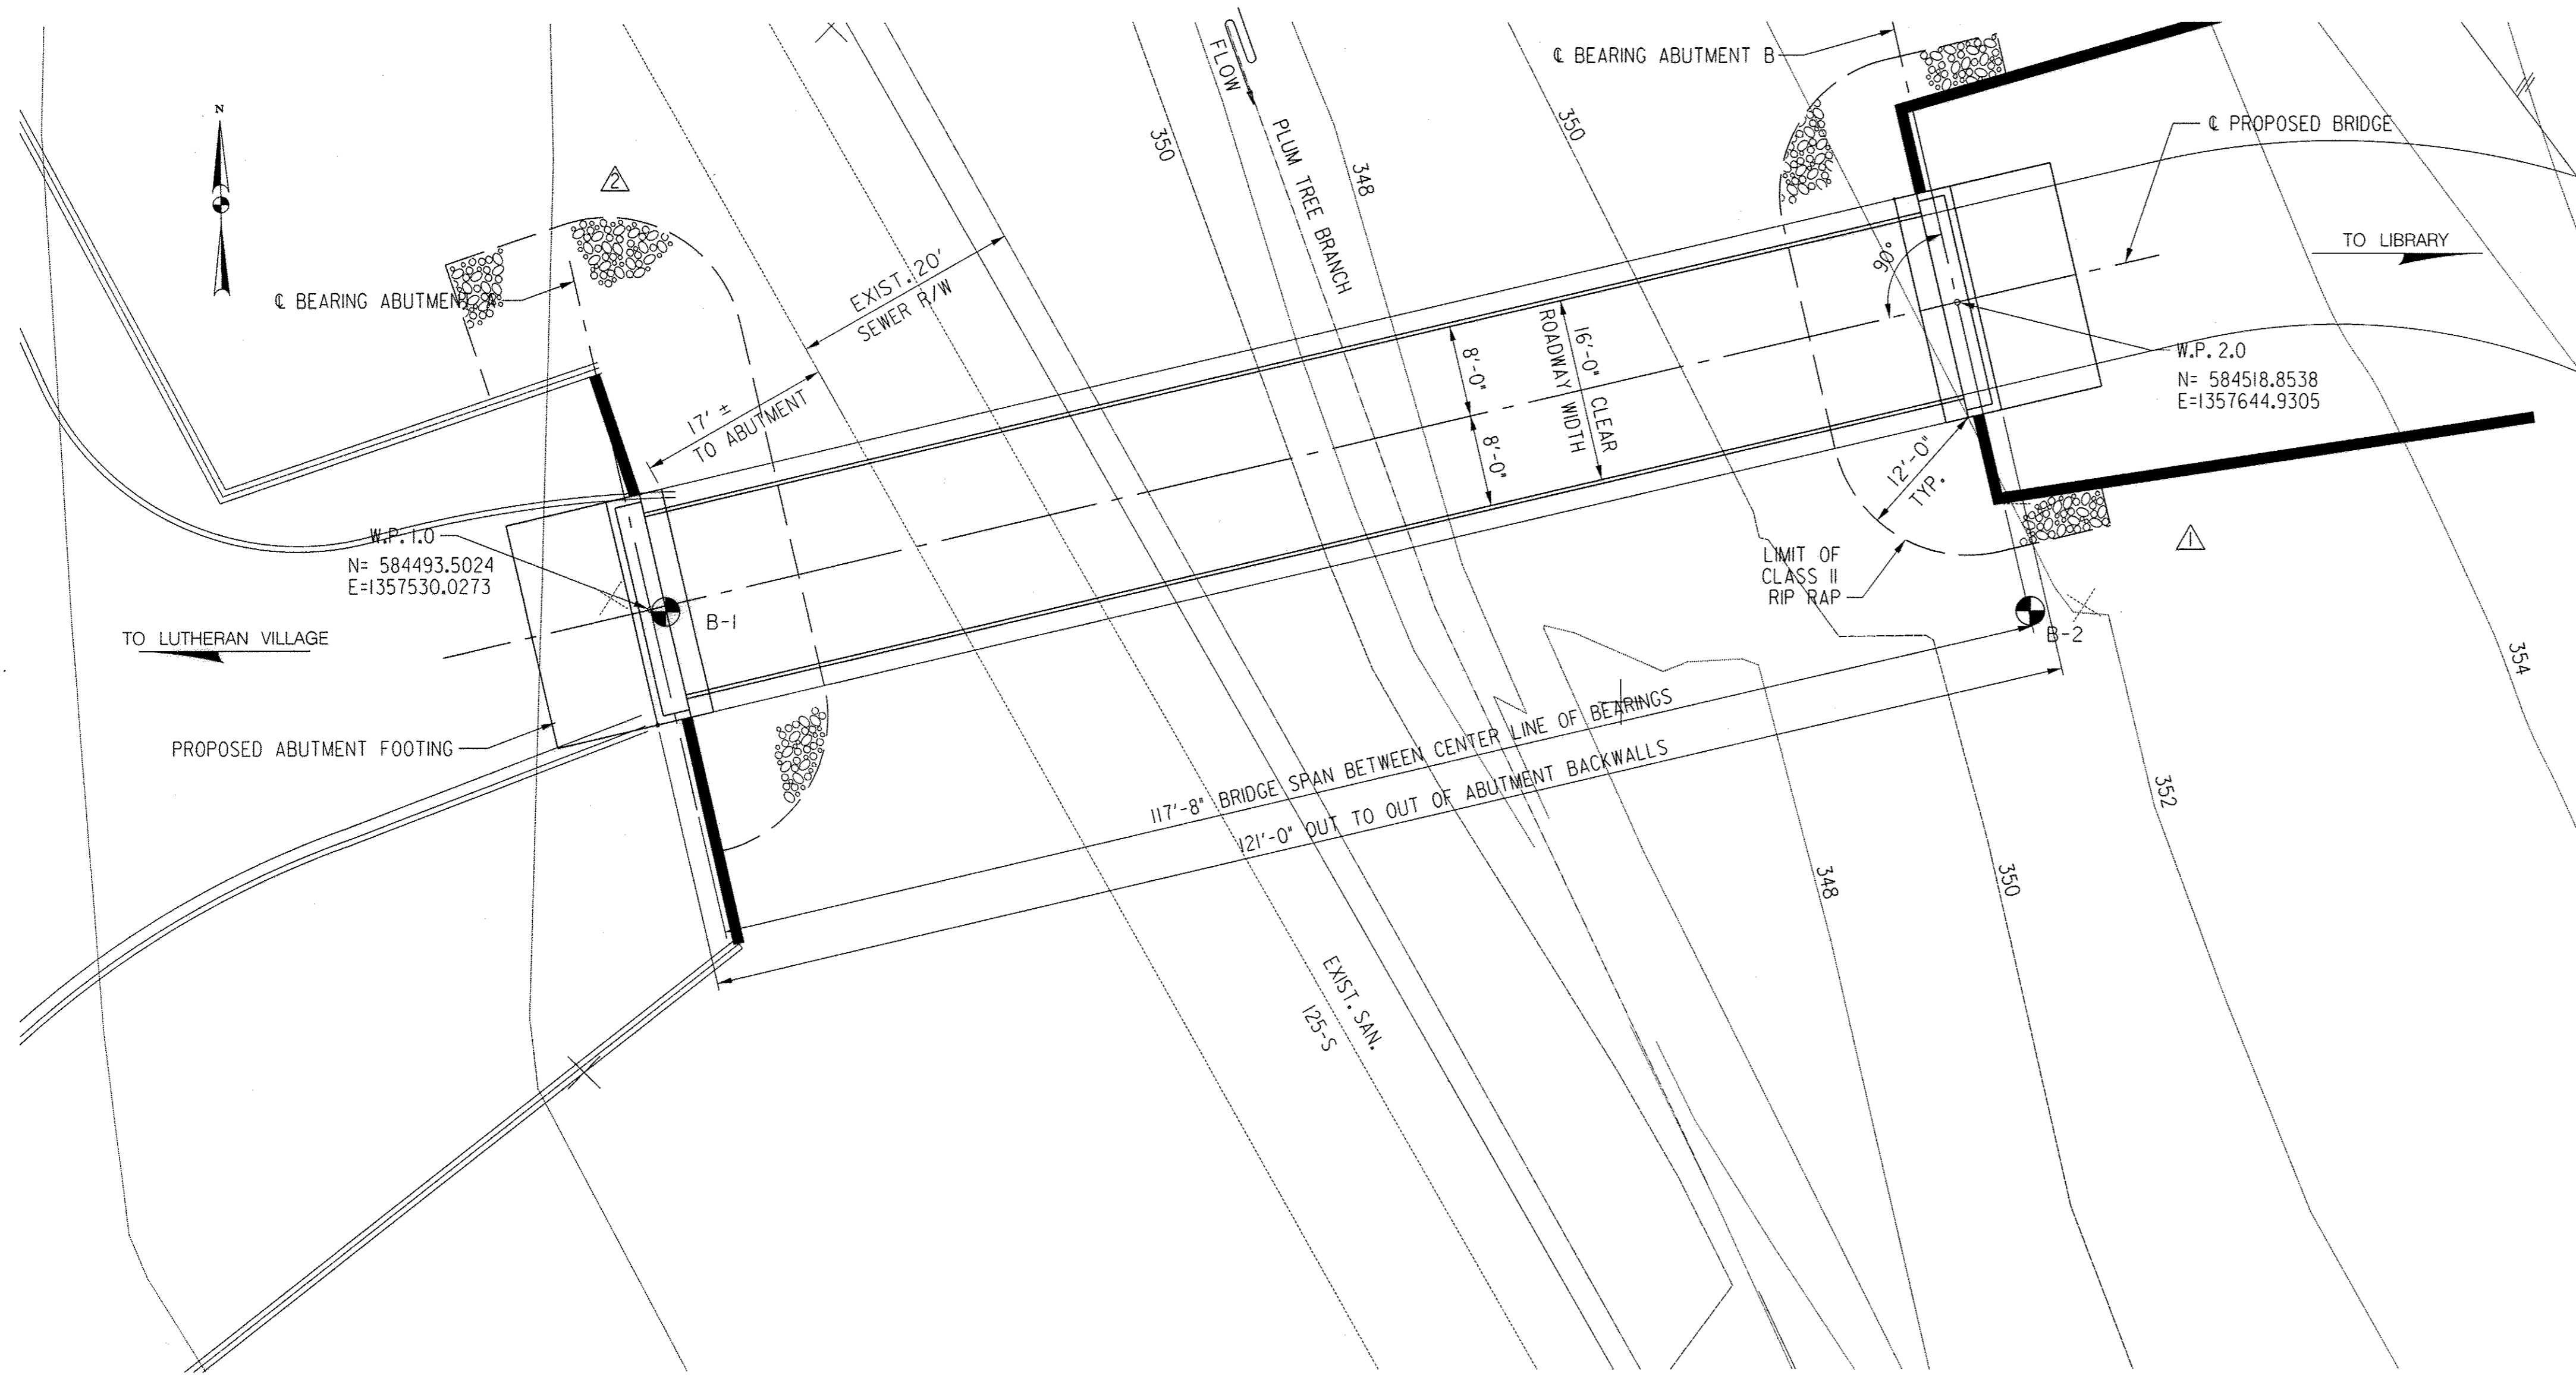 ℄ BEARING ABUTMENT B
FLOW
℄ PROPOSED BRIDGE
N
350
350
PLUM TREE BRANCH
348
2
TO LIBRARY
90°
EXIST. 20'
SEWER R/W
℄ BEARING ABUTMENT A
16'-0" CLEAR
ROADWAY WIDTH
8'-0"
8'-0"
W.P. 2.0
N= 584518.8538
E=1357644.9305
17' ±
TO ABUTMENT
12'-0"
TYP.
W.P. 1.0
N= 584493.5024
E=1357530.0273
1
LIMIT OF
CLASS II
RIP RAP
B-1
B-2
TO LUTHERAN VILLAGE
354
PROPOSED ABUTMENT FOOTING
117'-8" BRIDGE SPAN BETWEEN CENTER LINE OF BEARINGS
121'-0" OUT TO OUT OF ABUTMENT BACKWALLS
352
348
350
EXIST. SAN.
125-S